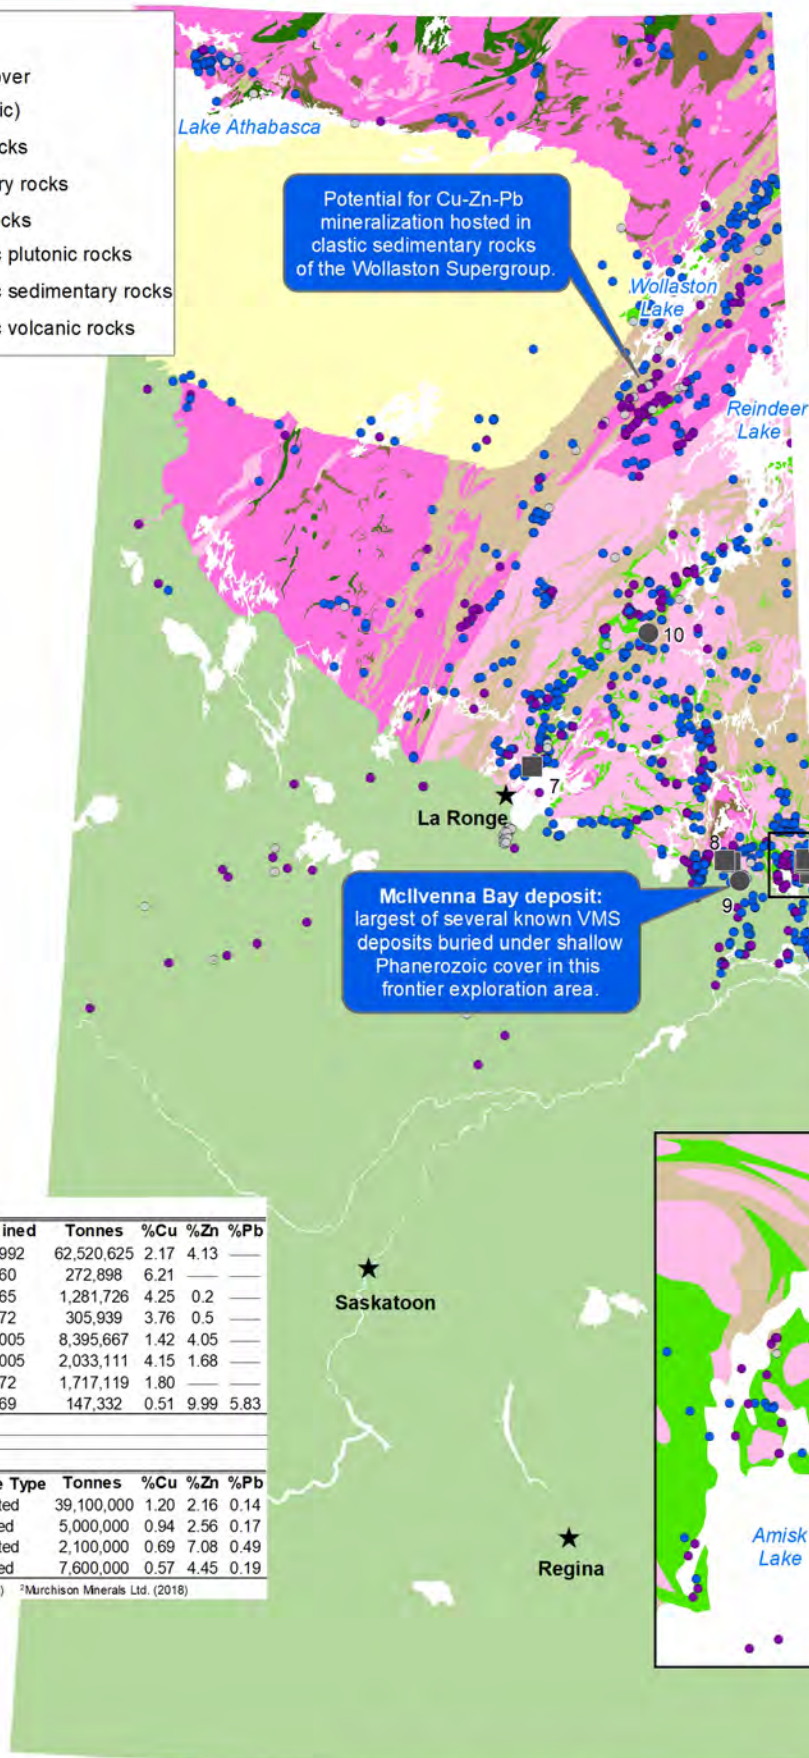 over
ic)
cks
ry rocks
ocks
c plutonic rocks
c sedimentary rocks
c volcanic rocks
Lake Athabasca
Potential for Cu-Zn-Pb
mineralization hosted in
clastic sedimentary rocks
of the Wollaston Supergroup.
Wollaston
Lake
Reindeer
Lake
10
7
La Ronge
8
McIlvenna Bay deposit:
largest of several known VMS
deposits buried under shallow
Phanerozoic cover in this
frontier exploration area.
9
ined Tonnes %Cu %Zn %Pb
992 62,520,625 2.17 4.13 —
60 272,898 6.21 — —
65 1,281,726 4.25 0.2 —
72 305,939 3.76 0.5 —
005 8,395,667 1.42 4.05 —
005 2,033,111 4.15 1.68 —
72 1,717,119 1.80 — —
69 147,332 0.51 9.99 5.83
e Type Tonnes %Cu %Zn %Pb
ted 39,100,000 1.20 2.16 0.14
ed 5,000,000 0.94 2.56 0.17
ted 2,100,000 0.69 7.08 0.49
ed 7,600,000 0.57 4.45 0.19
) ²Murchison Minerals Ltd. (2018)
Saskatoon
Regina
Amisk
Lake